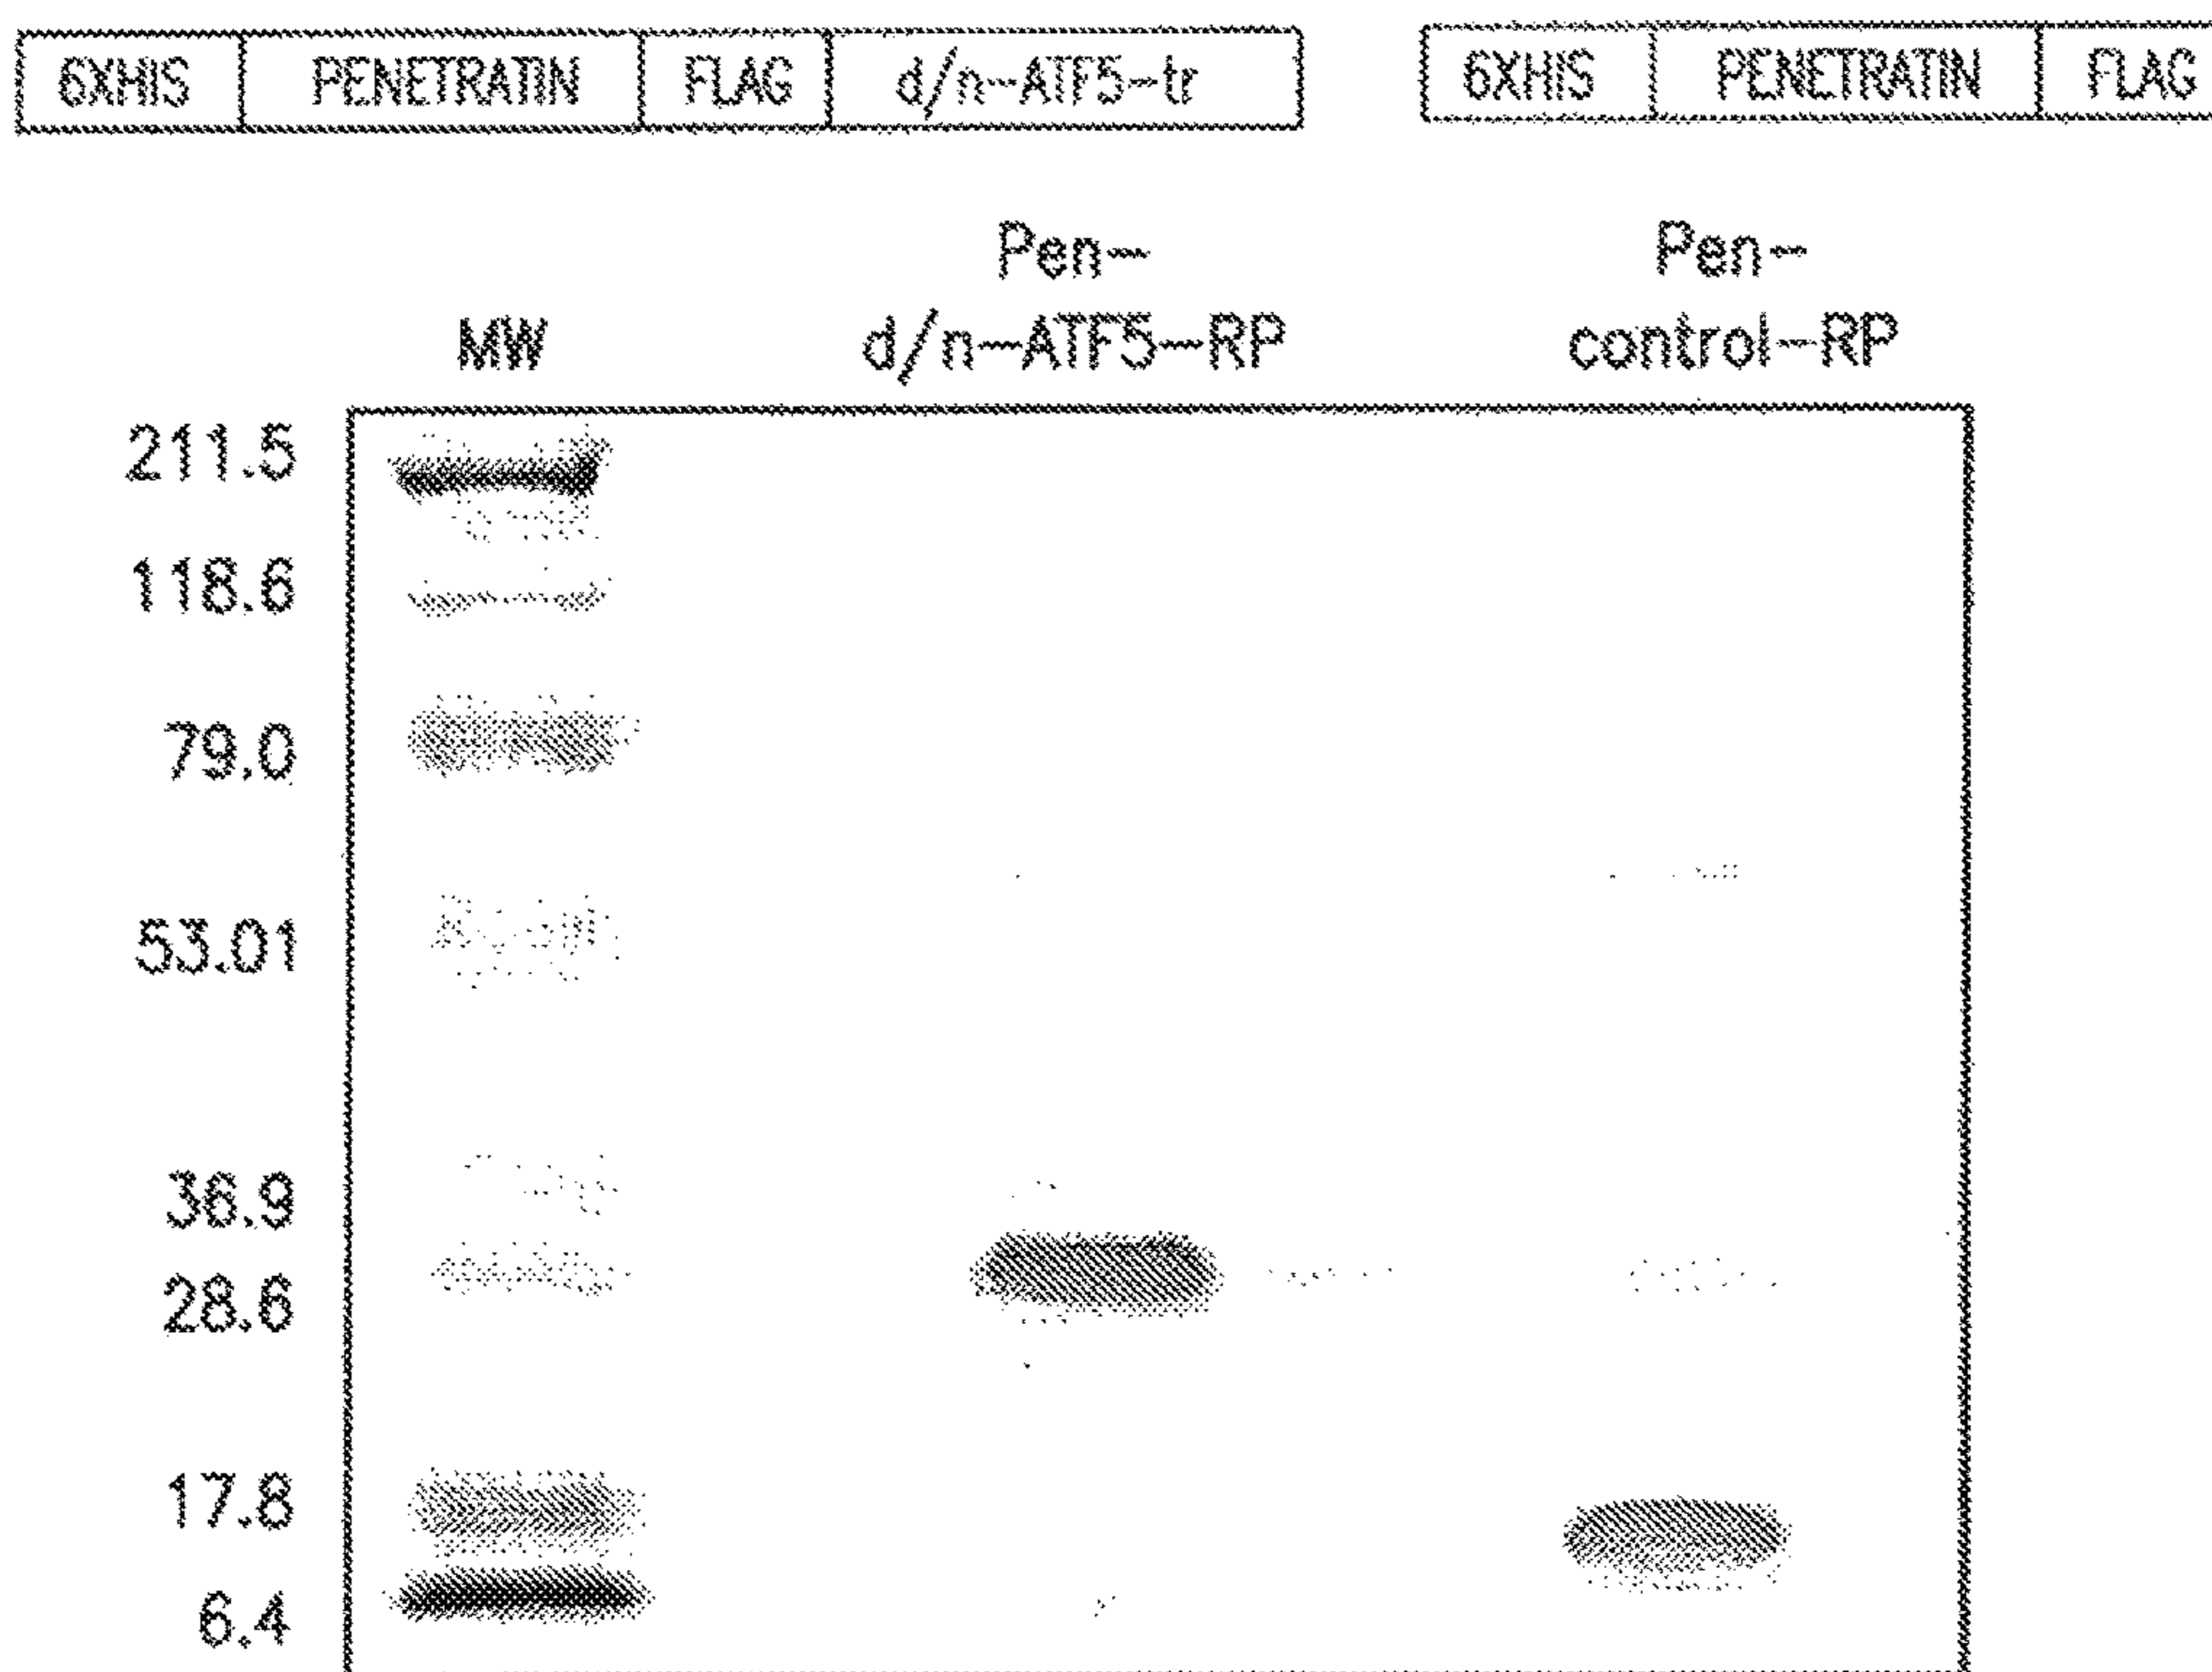 6XHIS PENETRATIN FLAG d/n-ATF5-tr 6XHIS PENETRATIN FLAG
Pen- Pen-
MW d/n-ATF5-RP control-RP
211.5
118.6
79.0
53.01
36.9
28.6
17.8
6.4